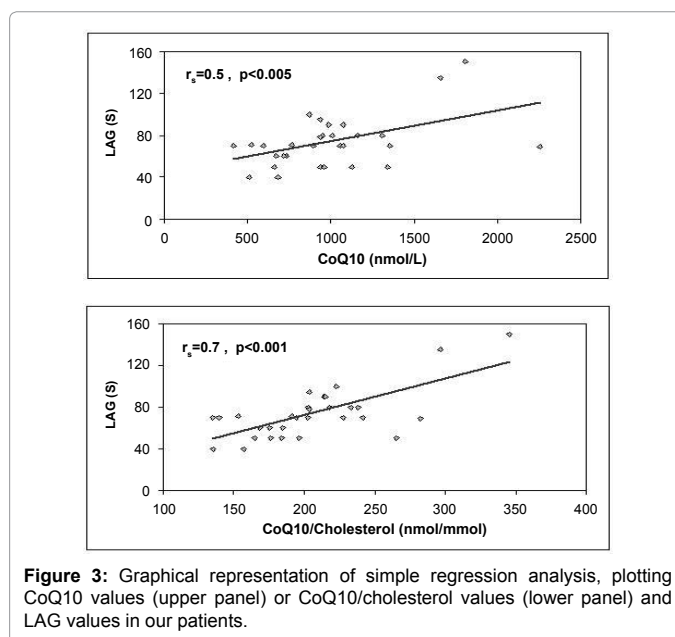 160
120
80
40
0
LAG (S)
r_s=0.5 , p<0.005
0 500 1000 1500 2000 2500
CoQ10 (nmol/L)
160
120
80
40
0
LAG (S)
r_s=0.7 , p<0.001
100 150 200 250 300 350 400
CoQ10/Cholesterol (nmol/mmol)
Figure 3: Graphical representation of simple regression analysis, plotting
CoQ10 values (upper panel) or CoQ10/cholesterol values (lower panel) and
LAG values in our patients.